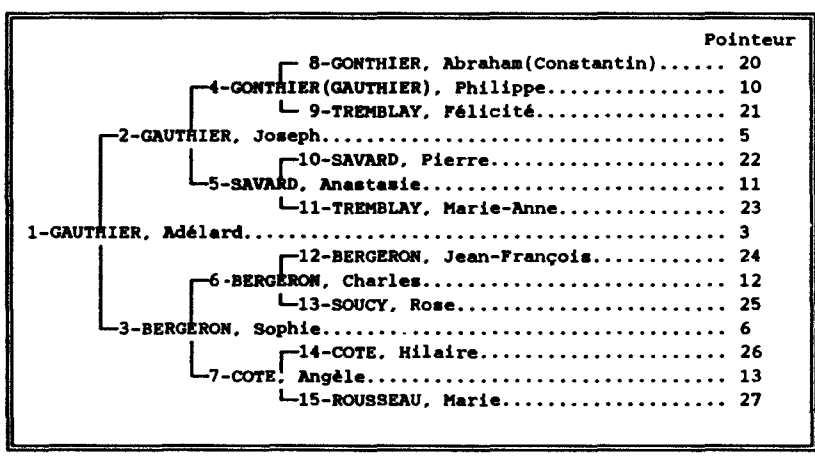 Pointeur
8-GONTHIER, Abraham(Constantin)...... 20
4-GONTHIER(GAUTHIER), Philippe................ 10
9-TREMBLAY, Félicité................. 21
2-GAUTHIER, Joseph................................... 5
10-SAVARD, Pierre..................... 22
5-SAVARD, Anastasie........................... 11
11-TREMBLAY, Marie-Anne............... 23
1-GAUTHIER, Adélard.......................................... 3
12-BERGERON, Jean-François............ 24
6-BERGERON, Charles........................... 12
13-SOUCY, Rose........................ 25
3-BERGERON, Sophie................................... 6
14-COTE, Hilaire...................... 26
7-COTE, Angèle................................ 13
15-ROUSSEAU, Marie.................... 27